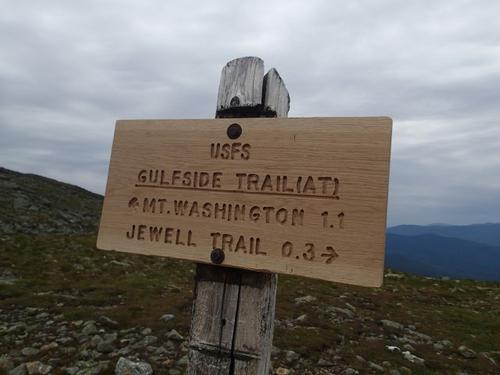 USFS
GULFSIDE TRAIL(AT)
←MT. WASHINGTON 1.1
JEWELL TRAIL 0.3→